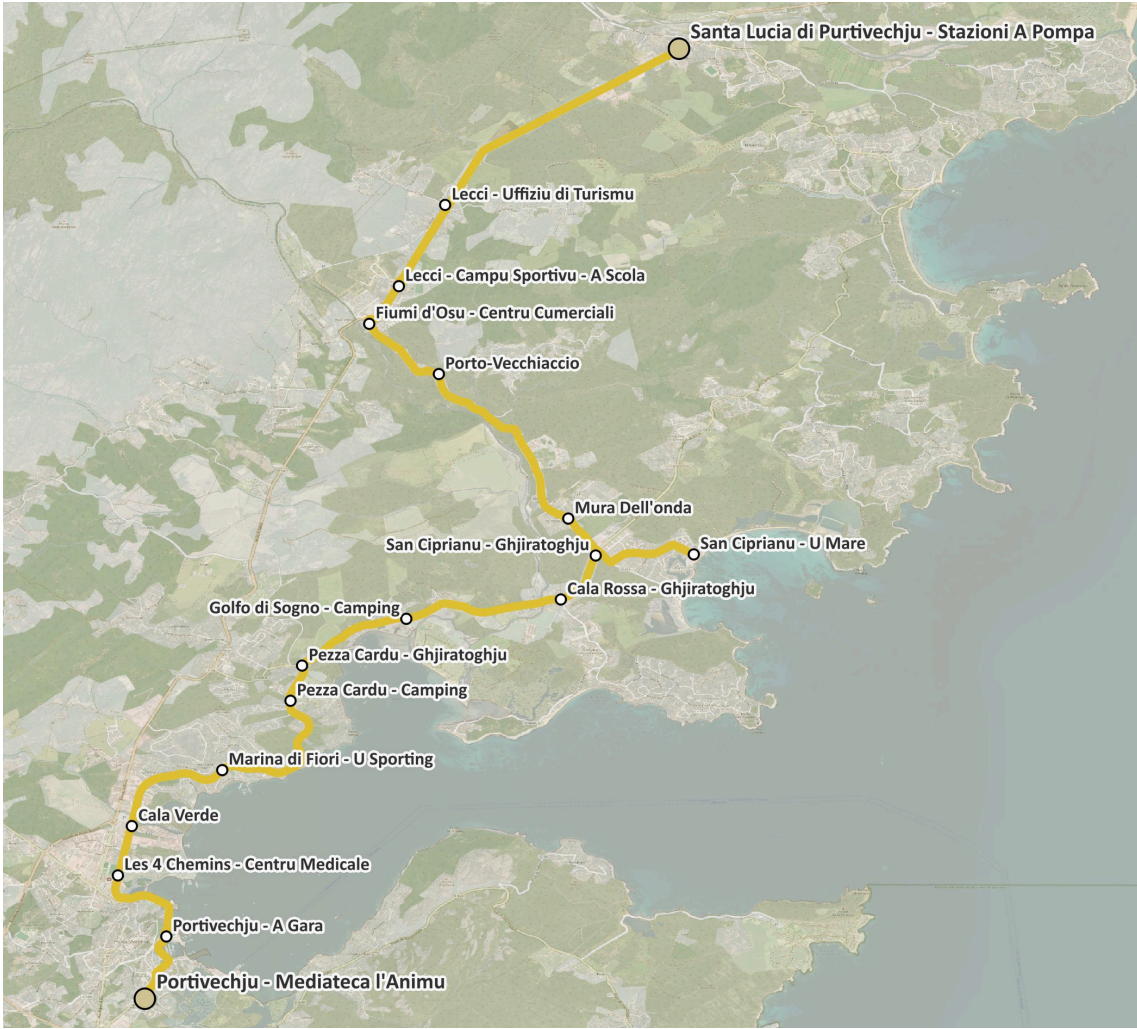 Santa Lucia di Purtivechju - Stazioni A Pompa
Lecci - Uffiziu di Turismu
Lecci - Campu Sportivu - A Scola
Fiumi d'Osu - Centru Cumerciali
Porto-Vecchiaccio
Mura Dell'onda
San Ciprianu - Ghjiratoghju
San Ciprianu - U Mare
Cala Rossa - Ghjiratoghju
Golfo di Sogno - Camping
Pezza Cardu - Ghjiratoghju
Pezza Cardu - Camping
Marina di Fiori - U Sporting
Cala Verde
Les 4 Chemins - Centru Medicale
Portivechju - A Gara
Portivechju - Mediateca l'Animu